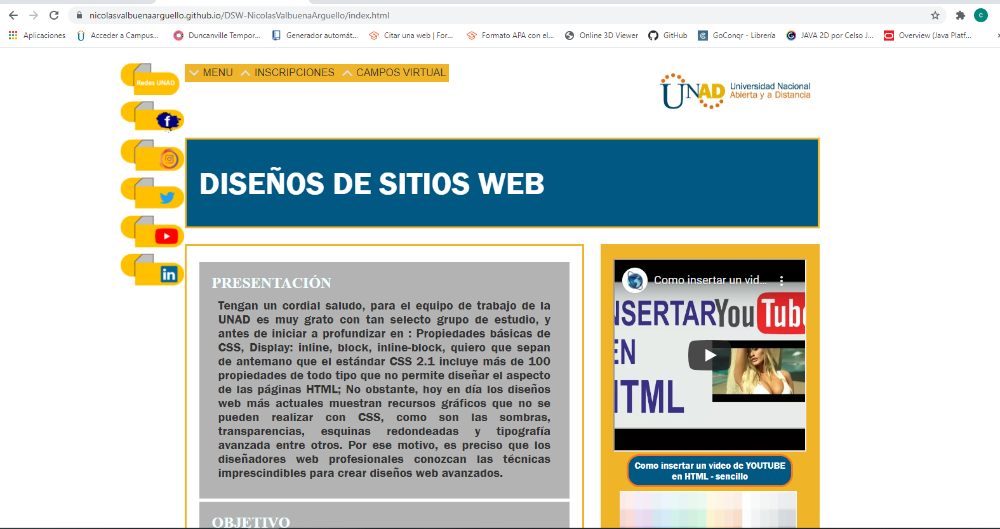 nicolasvalbuenaarguello.github.io/DSW-NicolasValbuenaArguello/index.html
Aplicaciones
Acceder a Campus...
Duncanville Tempor...
Generador automát...
Citar una web | For...
Formato APA con el...
Online 3D Viewer
GitHub
GoConqr - Librería
JAVA 2D por Celso J...
Overview (Java Platf...
c
Redes UNAD
MENU
INSCRIPCIONES
CAMPOS VIRTUAL
UNAD
Universidad Nacional
Abierta y a Distancia
f
in
DISEÑOS DE SITIOS WEB
PRESENTACIÓN
Tengan un cordial saludo, para el equipo de trabajo de la
UNAD es muy grato con tan selecto grupo de estudio, y
antes de iniciar a profundizar en : Propiedades básicas de
CSS, Display: inline, block, inline-block, quiero que sepan
de antemano que el estándar CSS 2.1 incluye más de 100
propiedades de todo tipo que no permite diseñar el aspecto
de las páginas HTML; No obstante, hoy en día los diseños
web más actuales muestran recursos gráficos que no se
pueden realizar con CSS, como son las sombras,
transparencias, esquinas redondeadas y tipografía
avanzada entre otros. Por ese motivo, es preciso que los
diseñadores web profesionales conozcan las técnicas
imprescindibles para crear diseños web avanzados.
OBJETIVO
Como insertar un vid...
NSERTAR YouTube
EN
HTML
Como insertar un video de YOUTUBE
en HTML - sencillo